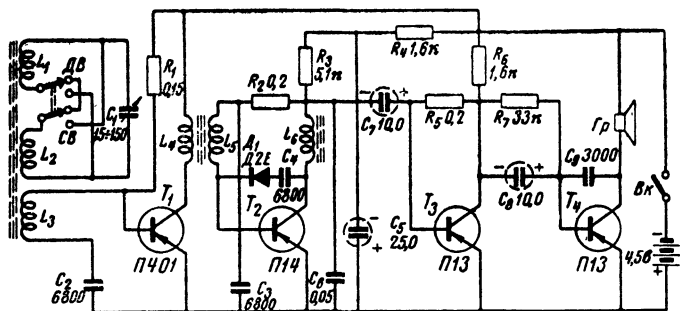 L₁
ДВ
СВ
C₁
15÷150
L₂
L₃
C₂
6800
R₁
0,15
T₁
П401
L₄
L₅
R₂ 0,2
Д₁
Д2Е
C₄
6800
T₂
П14
C₃
6800
R₃
5,1к
L₆
C₆
0,05
C₇ 10,0
- +
R₄ 1,6к
C₅
25,0
-
+
R₅ 0,2
T₃
П13
R₆
1,6к
R₇ 33к
C₈ 10,0
- +
C₉ 3000
T₄
П13
Гр
Вк
4,5в
-
+